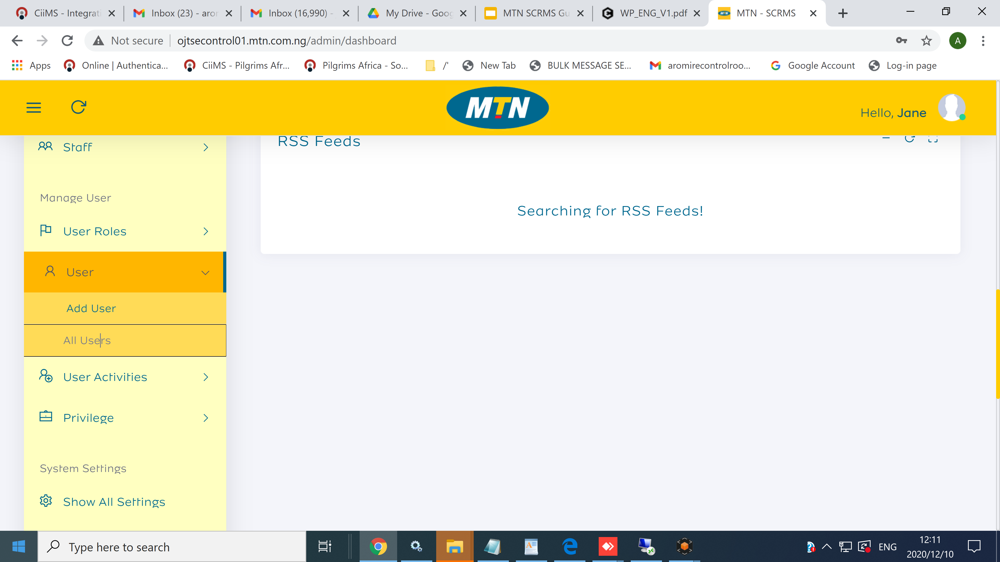 CiiMS - Integrati
Inbox (23) - aror
Inbox (16,990) -
My Drive - Goog
MTN SCRMS Gu
WP_ENG_V1.pdf
MTN - SCRMS
Not secure
ojtsecontrol01.mtn.com.ng/admin/dashboard
A
Apps
Online | Authentica...
CiiMS - Pilgrims Afr...
Pilgrims Africa - So...
/'
New Tab
BULK MESSAGE SE...
aromirecontrolroo...
Google Account
Log-in page
MTN
Hello, Jane
Staff
RSS Feeds
Manage User
Searching for RSS Feeds!
User Roles
User
Add User
All Users
User Activities
Privilege
System Settings
Show All Settings
Type here to search
ENG
12:11
2020/12/10